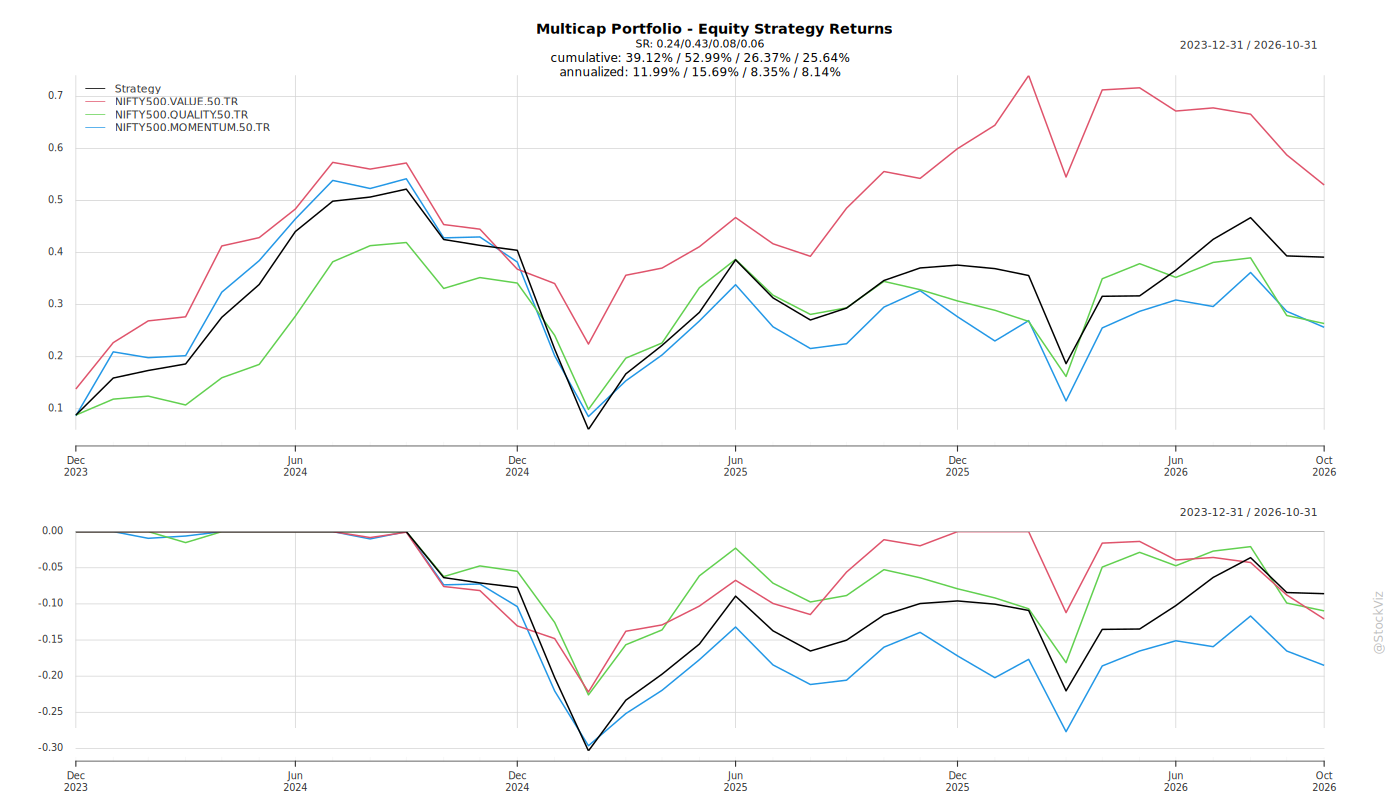 Multicap Portfolio - Equity Strategy Returns
SR: 0.24/0.43/0.08/0.06
cumulative: 39.12% / 52.99% / 26.37% / 25.64%
annualized: 11.99% / 15.69% / 8.35% / 8.14%
2023-12-31 / 2026-10-31
Strategy
NIFTY500.VALUE.50.TR
NIFTY500.QUALITY.50.TR
NIFTY500.MOMENTUM.50.TR
0.7
0.6
0.5
0.4
0.3
0.2
0.1
Dec Jun Dec Jun Dec Jun Oct
2023 2024 2024 2025 2025 2026 2026
2023-12-31 / 2026-10-31
0.00
-0.05
-0.10
-0.15
-0.20
-0.25
-0.30
Dec Jun Dec Jun Dec Jun Oct
2023 2024 2024 2025 2025 2026 2026
@StockViz